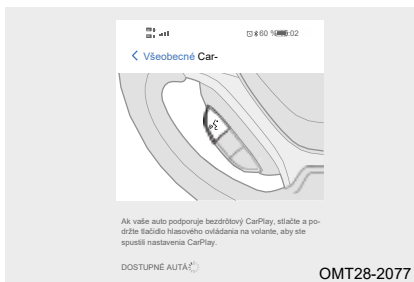 60 % :02
Všeobecné Car-
Ak vaše auto podporuje bezdrôtový CarPlay, stlačte a po-
držte tlačidlo hlasového ovládania na volante, aby ste
spustili nastavenia CarPlay.
DOSTUPNÉ AUTÁ
OMT28-2077